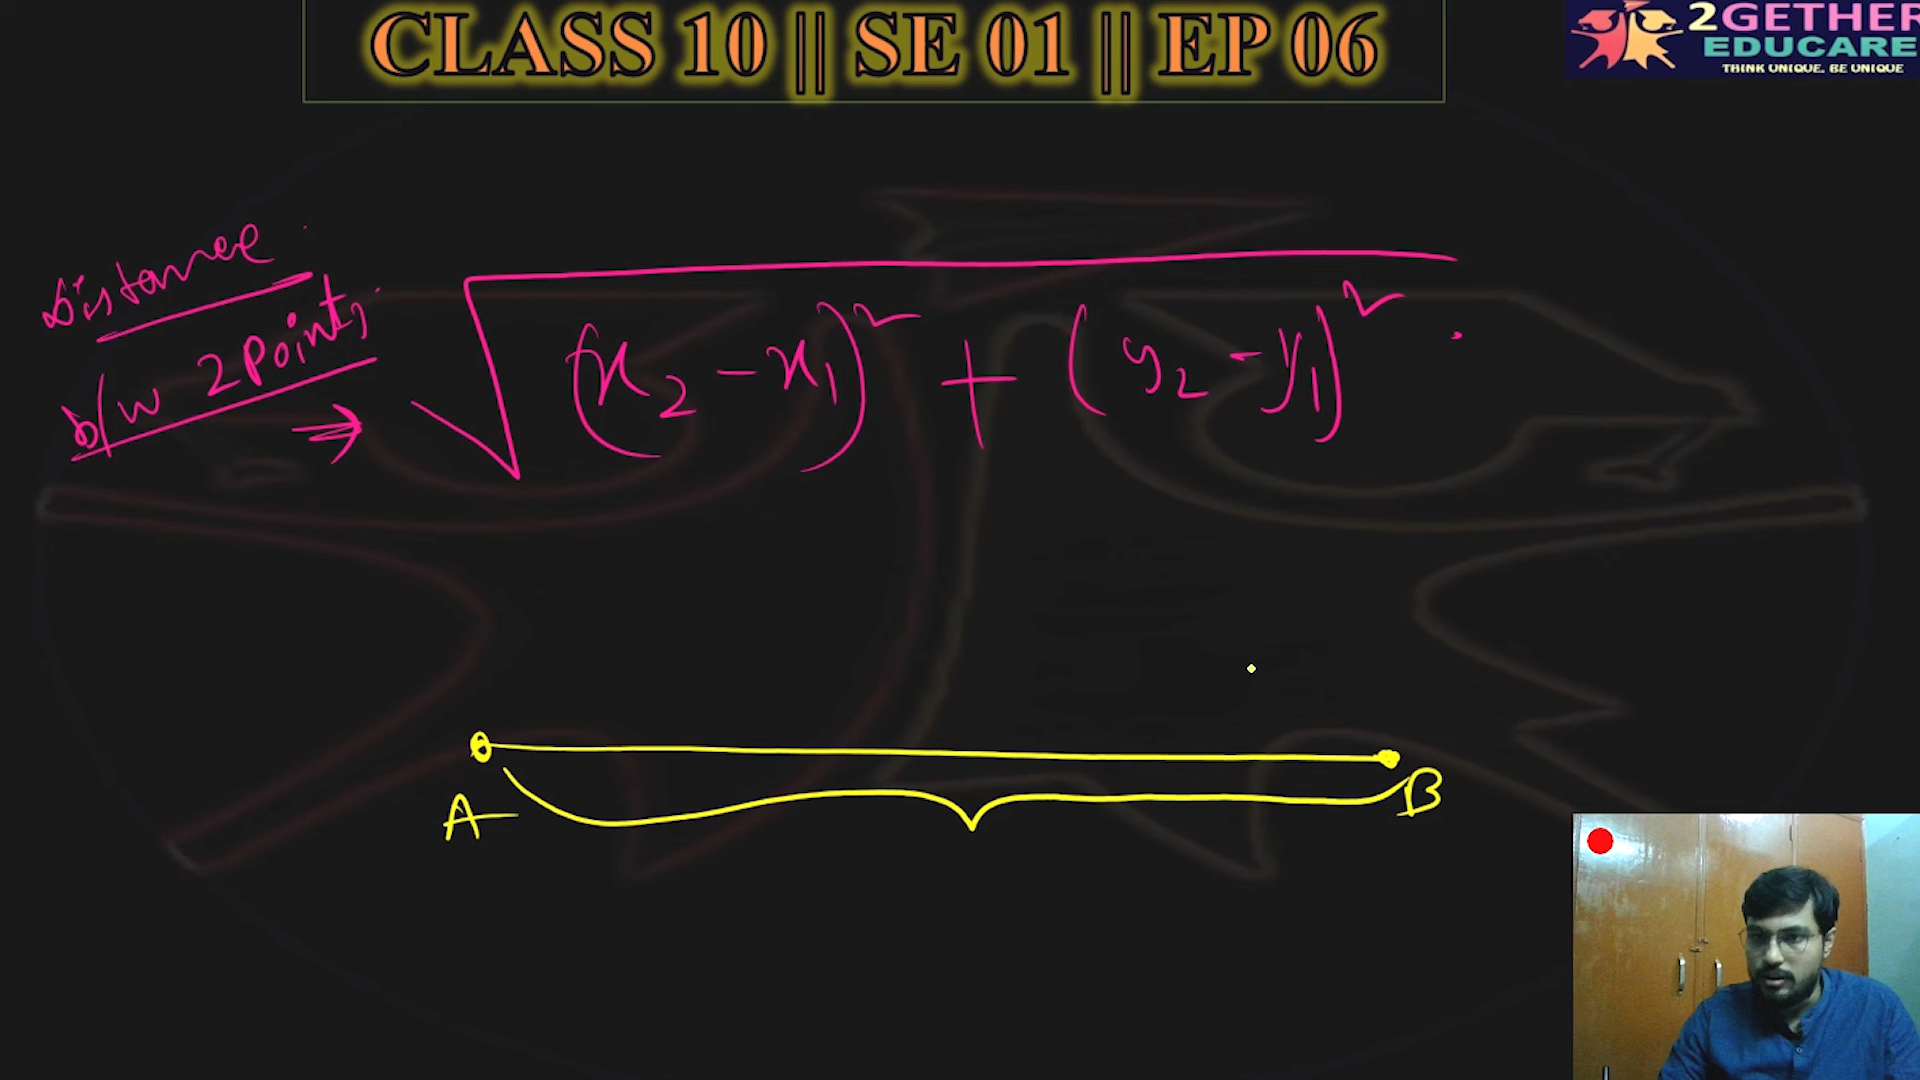 CLASS 10 || SE 01 || EP 06
2GETHER
EDUCARE
THINK UNIQUE. BE UNIQUE
Distance
b/w 2 Points
⇒ √(x₂ - x₁)² + (y₂ - y₁)²
A B